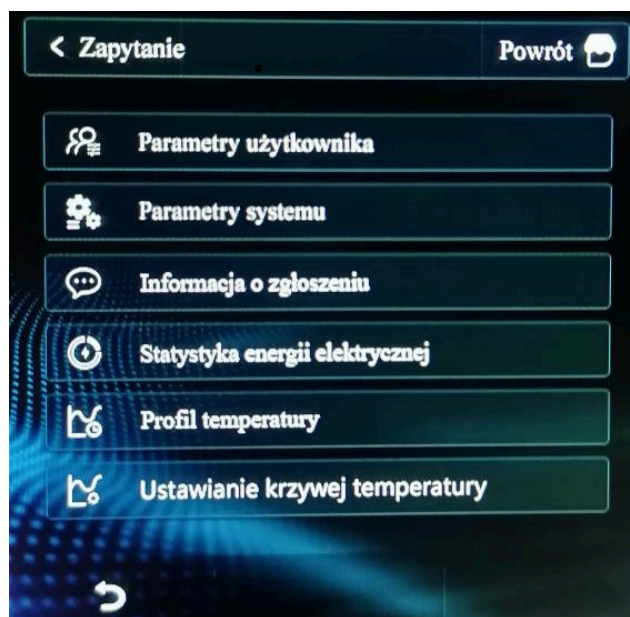 Zapytanie
Powrót
Parametry użytkownika
Parametry systemu
Informacja o zgłoszeniu
Statystyka energii elektrycznej
Profil temperatury
Ustawianie krzywej temperatury